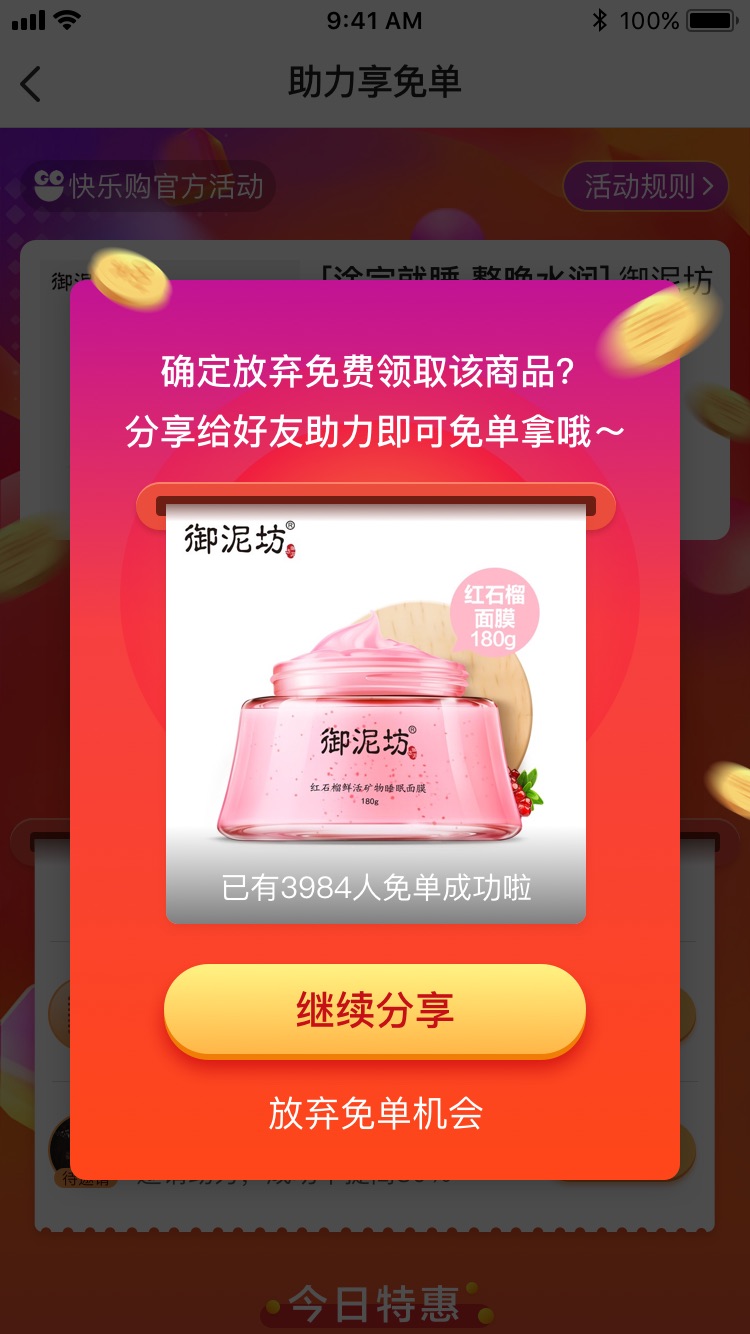 9:41 AM
100%
助力享免单
快乐购官方活动
活动规则
御泥坊
确定放弃免费领取该商品?
分享给好友助力即可免单拿哦～
御泥坊®
红石榴
面膜
180g
御泥坊®
红石榴鲜活矿物睡眠面膜
180g
已有3984人免单成功啦
继续分享
放弃免单机会
待邀请
今日特惠